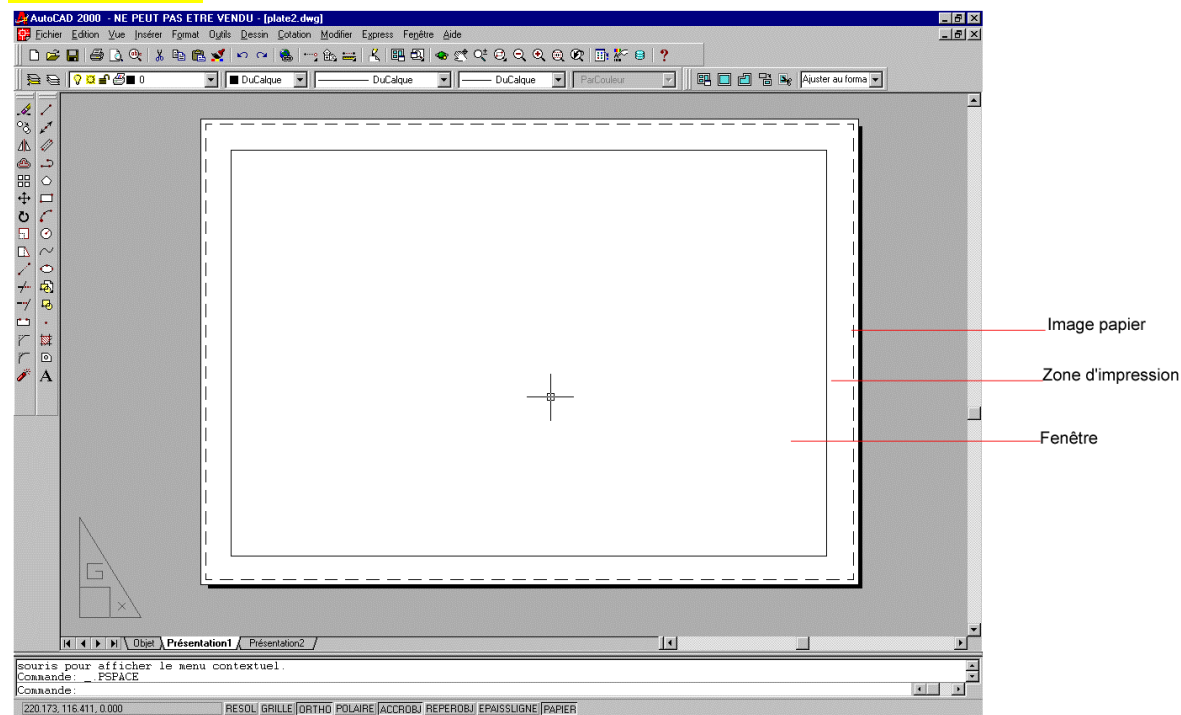 AutoCAD 2000 - NE PEUT PAS ETRE VENDU - [plate2.dwg]
Fichier Edition Vue Insérer Format Outils Dessin Cotation Modifier Express Fenêtre Aide
0 DuCalque DuCalque DuCalque ParCouleur Ajuster au forma
A
Image papier
Zone d'impression
Fenêtre
G
X
Objet Présentation1 Présentation2
souris pour afficher le menu contextuel.
Commande: _.PSPACE
Commande:
220.173, 116.411, 0.000 RESOL GRILLE ORTHO POLAIRE ACCROBJ REPEROBJ EPAISSLIGNE PAPIER